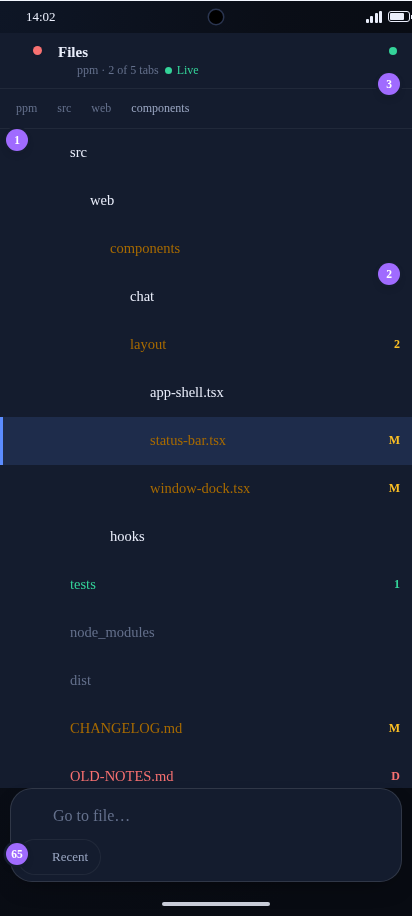 14:02
Files
ppm · 2 of 5 tabs Live
3
ppm src web components
1
src
web
components
2
chat
layout 2
app-shell.tsx
status-bar.tsx M
window-dock.tsx M
hooks
tests 1
node_modules
dist
CHANGELOG.md M
OLD-NOTES.md D
Go to file…
65 Recent